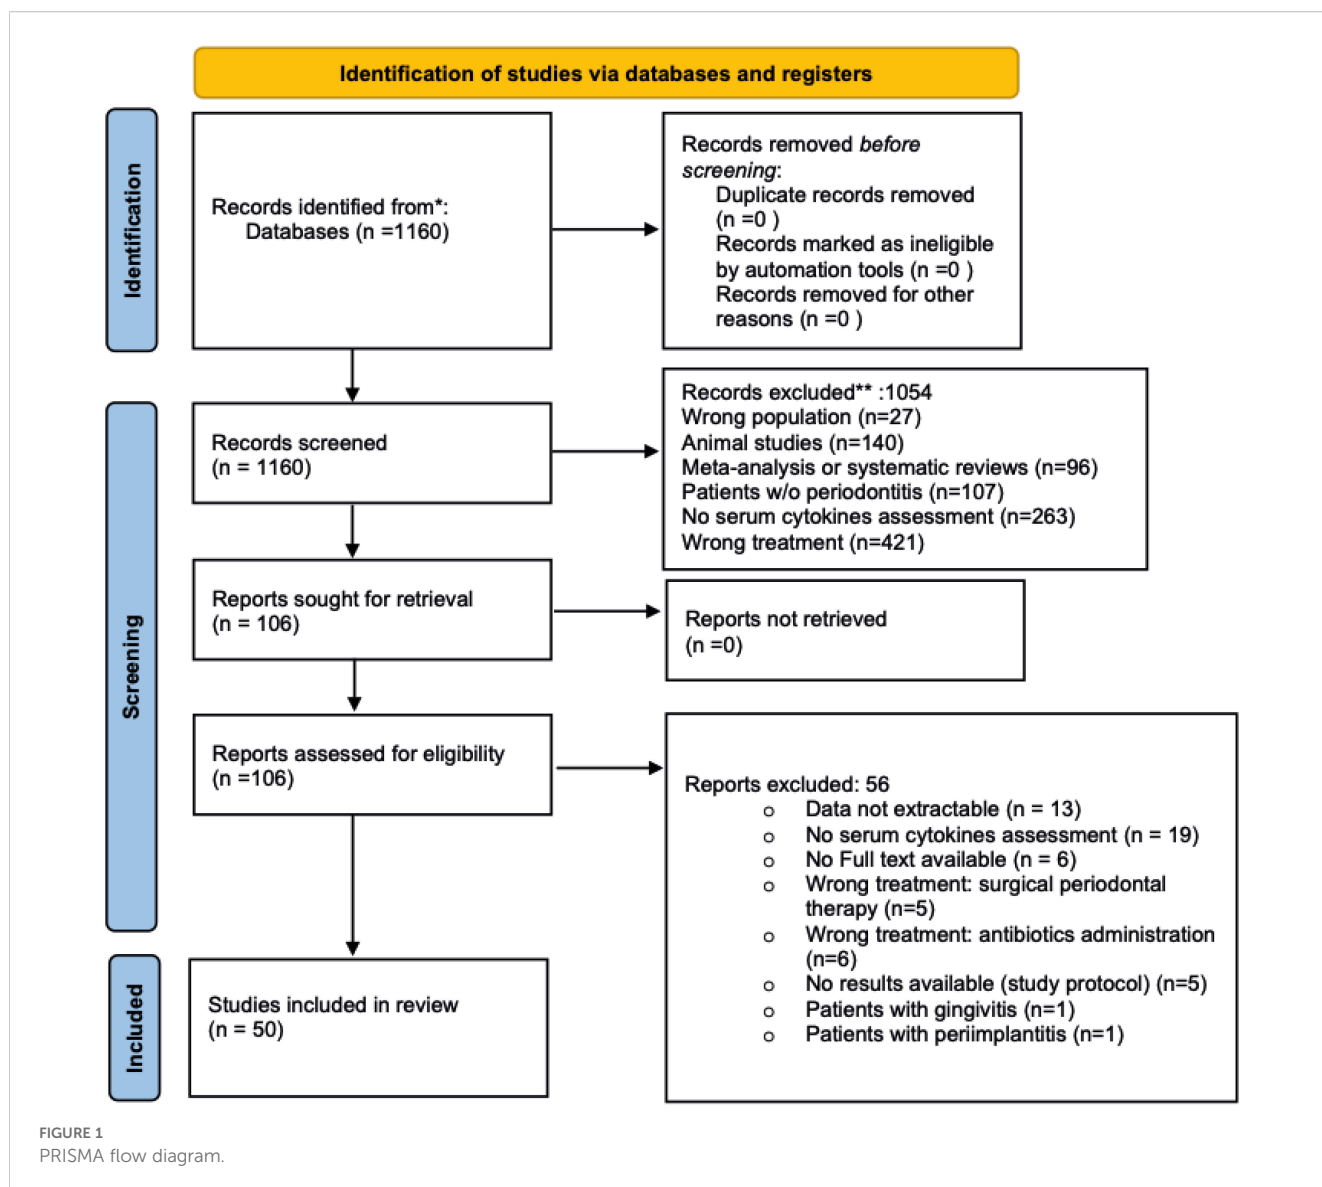 Identification of studies via databases and registers
Identification
Records identified from*:
Databases (n =1160)
Records removed before
screening:
Duplicate records removed
(n =0 )
Records marked as ineligible
by automation tools (n =0 )
Records removed for other
reasons (n =0 )
Screening
Records screened
(n = 1160)
Records excluded** :1054
Wrong population (n=27)
Animal studies (n=140)
Meta-analysis or systematic reviews (n=96)
Patients w/o periodontitis (n=107)
No serum cytokines assessment (n=263)
Wrong treatment (n=421)
Reports sought for retrieval
(n = 106)
Reports not retrieved
(n =0)
Reports assessed for eligibility
(n =106)
Reports excluded: 56
o Data not extractable (n = 13)
o No serum cytokines assessment (n = 19)
o No Full text available (n = 6)
o Wrong treatment: surgical periodontal
therapy (n=5)
o Wrong treatment: antibiotics administration
(n=6)
o No results available (study protocol) (n=5)
o Patients with gingivitis (n=1)
o Patients with periimplantitis (n=1)
Included
Studies included in review
(n = 50)
FIGURE 1
PRISMA flow diagram.